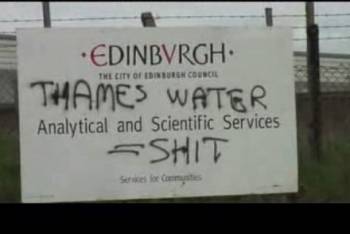 ·EDINBVRGH·
THE CITY OF EDINBURGH COUNCIL
THAMES WATER
Analytical and Scientific Services
=SHIT
Services for Communities